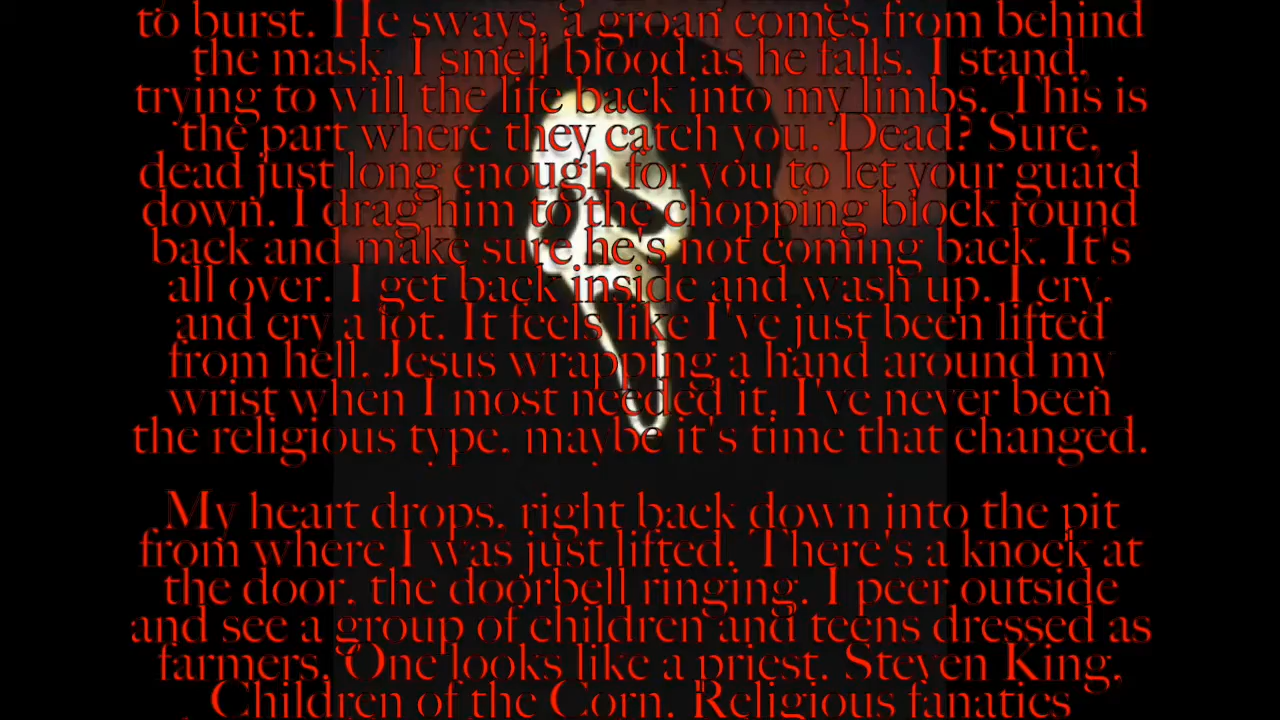 to burst. He sways, a groan comes from behind
the mask. I smell blood as he falls. I stand,
trying to will the life back into my limbs. This is
the part where they catch you. Dead? Sure,
dead just long enough for you to let your guard
down. I drag him to the chopping block round
back and make sure he's not coming back. It's
all over. I get back inside and wash up. I cry,
and cry a lot. It feels like I've just been lifted
from hell. Jesus wrapping a hand around my
wrist when I most needed it. I've never been
the religious type, maybe it's time that changed.
My heart drops, right back down into the pit
from where I was just lifted. There's a knock at
the door, the doorbell ringing. I peer outside
and see a group of children and teens dressed as
farmers. One looks like a priest. Steven King,
Children of the Corn. Religious fanatics